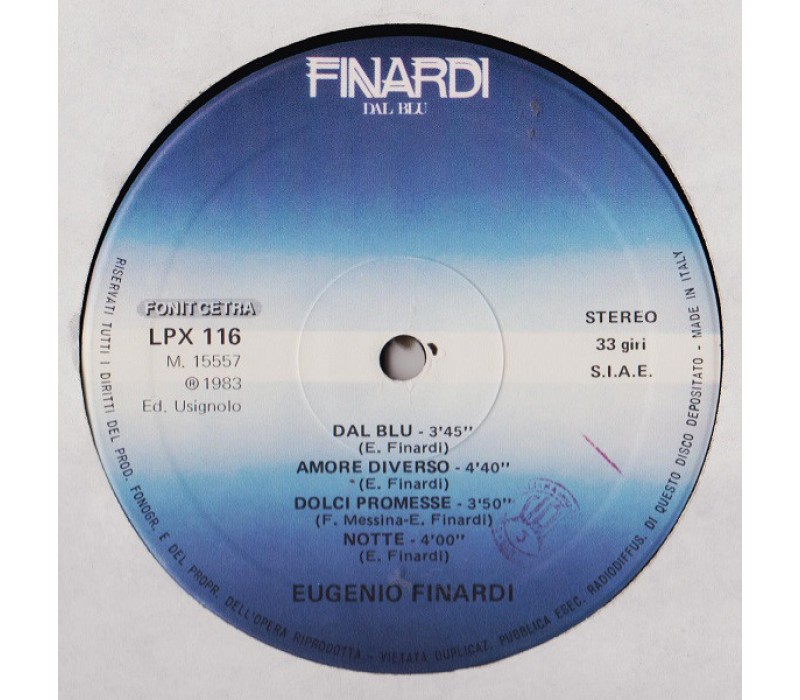 FINARDI
DAL BLU
FONIT CETRA
LPX 116
M. 15557
℗ 1983
Ed. Usignolo
STEREO
33 giri
S.I.A.E.
DAL BLU - 3'45"
(E. Finardi)
AMORE DIVERSO - 4'40"
(E. Finardi)
DOLCI PROMESSE - 3'50"
(F. Messina-E. Finardi)
NOTTE - 4'00"
(E. Finardi)
EUGENIO FINARDI
RISERVATI TUTTI I DIRITTI DEL PROD. FONOGR. E DEL PROPR. DELL'OPERA RIPRODOTTA - VIETATA DUPLICAZ. PUBBLICA ESEC. RADIODIFFUS. DI QUESTO DISCO DEPOSITATO - MADE IN ITALY